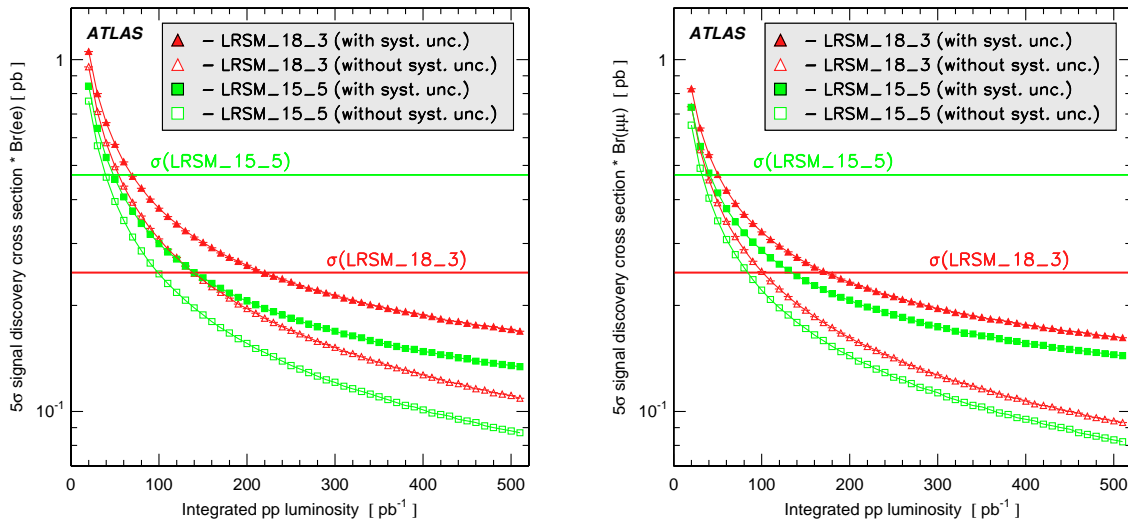 ATLAS
– LRSM_18_3 (with syst. unc.)
– LRSM_18_3 (without syst. unc.)
– LRSM_15_5 (with syst. unc.)
– LRSM_15_5 (without syst. unc.)
σ(LRSM_15_5)
σ(LRSM_18_3)
5σ signal discovery cross section * Br(ee) [ pb]
1
10⁻¹
0 100 200 300 400 500
Integrated pp luminosity [ pb⁻¹]
ATLAS
– LRSM_18_3 (with syst. unc.)
– LRSM_18_3 (without syst. unc.)
– LRSM_15_5 (with syst. unc.)
– LRSM_15_5 (without syst. unc.)
σ(LRSM_15_5)
σ(LRSM_18_3)
5σ signal discovery cross section * Br(μμ) [ pb]
1
10⁻¹
0 100 200 300 400 500
Integrated pp luminosity [ pb⁻¹]